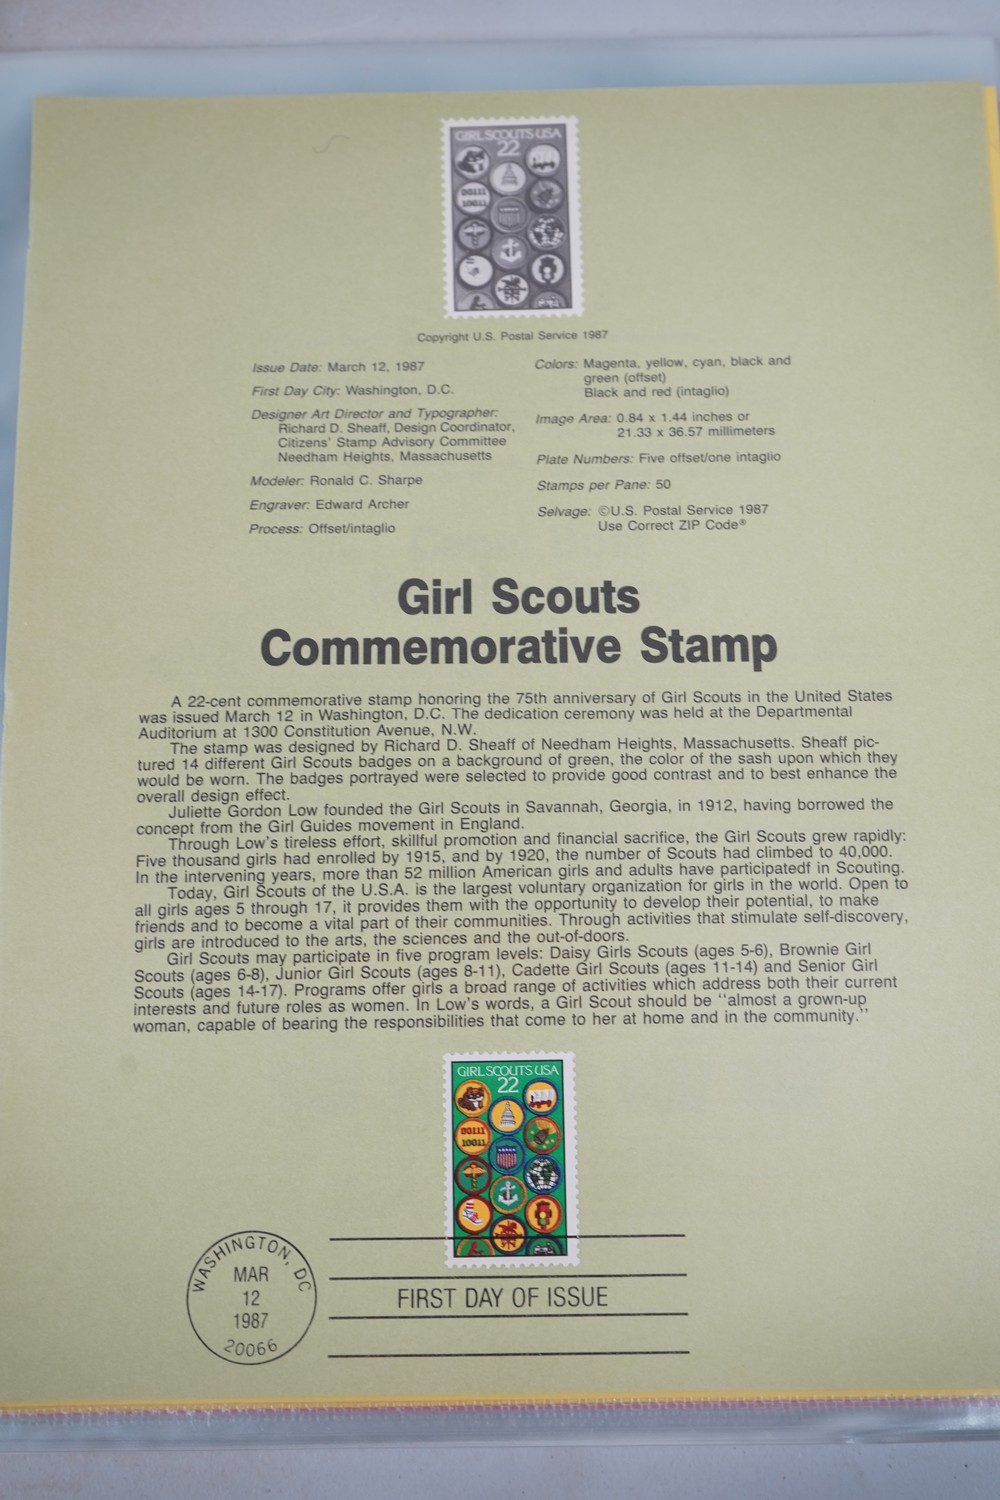 GIRL SCOUTS USA
22
00111
10011
Copyright U.S. Postal Service 1987
Issue Date: March 12, 1987
First Day City: Washington, D.C.
Designer Art Director and Typographer:
Richard D. Sheaff, Design Coordinator,
Citizens' Stamp Advisory Committee
Needham Heights, Massachusetts
Modeler: Ronald C. Sharpe
Engraver: Edward Archer
Process: Offset/intaglio
Colors: Magenta, yellow, cyan, black and
green (offset)
Black and red (intaglio)
Image Area: 0.84 x 1.44 inches or
21.33 x 36.57 millimeters
Plate Numbers: Five offset/one intaglio
Stamps per Pane: 50
Selvage: ©U.S. Postal Service 1987
Use Correct ZIP Code®
Girl Scouts
Commemorative Stamp
A 22-cent commemorative stamp honoring the 75th anniversary of Girl Scouts in the United States
was issued March 12 in Washington, D.C. The dedication ceremony was held at the Departmental
Auditorium at 1300 Constitution Avenue, N.W.
The stamp was designed by Richard D. Sheaff of Needham Heights, Massachusetts. Sheaff pic-
tured 14 different Girl Scouts badges on a background of green, the color of the sash upon which they
would be worn. The badges portrayed were selected to provide good contrast and to best enhance the
overall design effect.
Juliette Gordon Low founded the Girl Scouts in Savannah, Georgia, in 1912, having borrowed the
concept from the Girl Guides movement in England.
Through Low's tireless effort, skillful promotion and financial sacrifice, the Girl Scouts grew rapidly:
Five thousand girls had enrolled by 1915, and by 1920, the number of Scouts had climbed to 40,000.
In the intervening years, more than 52 million American girls and adults have participatedf in Scouting.
Today, Girl Scouts of the U.S.A. is the largest voluntary organization for girls in the world. Open to
all girls ages 5 through 17, it provides them with the opportunity to develop their potential, to make
friends and to become a vital part of their communities. Through activities that stimulate self-discovery,
girls are introduced to the arts, the sciences and the out-of-doors.
Girl Scouts may participate in five program levels: Daisy Girls Scouts (ages 5-6), Brownie Girl
Scouts (ages 6-8), Junior Girl Scouts (ages 8-11), Cadette Girl Scouts (ages 11-14) and Senior Girl
Scouts (ages 14-17). Programs offer girls a broad range of activities which address both their current
interests and future roles as women. In Low's words, a Girl Scout should be "almost a grown-up
woman, capable of bearing the responsibilities that come to her at home and in the community."
GIRL SCOUTS USA
22
00111
10011
WASHINGTON, DC
MAR
12
1987
20066
FIRST DAY OF ISSUE